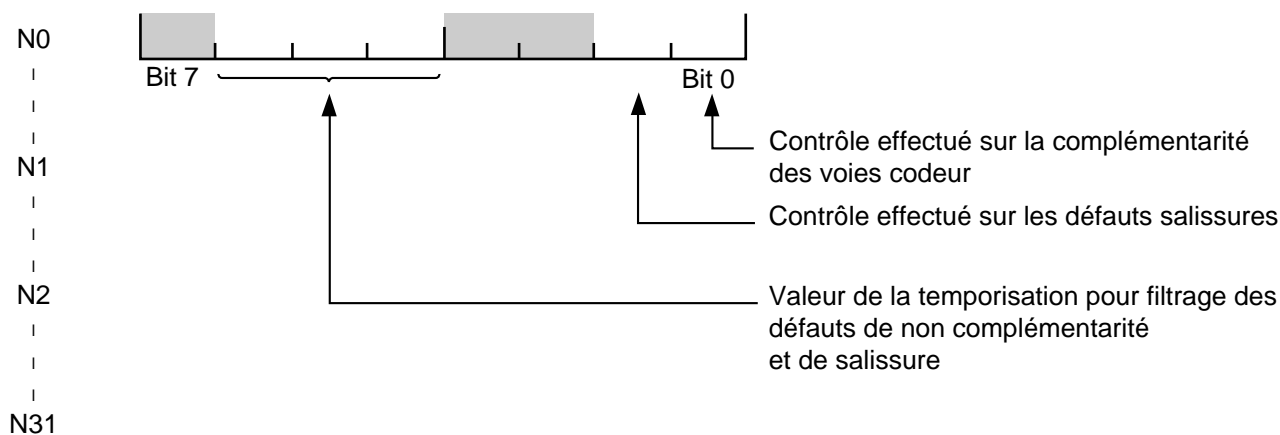 N0
Bit 7
Bit 0
Contrôle effectué sur la complémentarité
des voies codeur
N1
Contrôle effectué sur les défauts salissures
N2
Valeur de la temporisation pour filtrage des
défauts de non complémentarité
et de salissure
N31